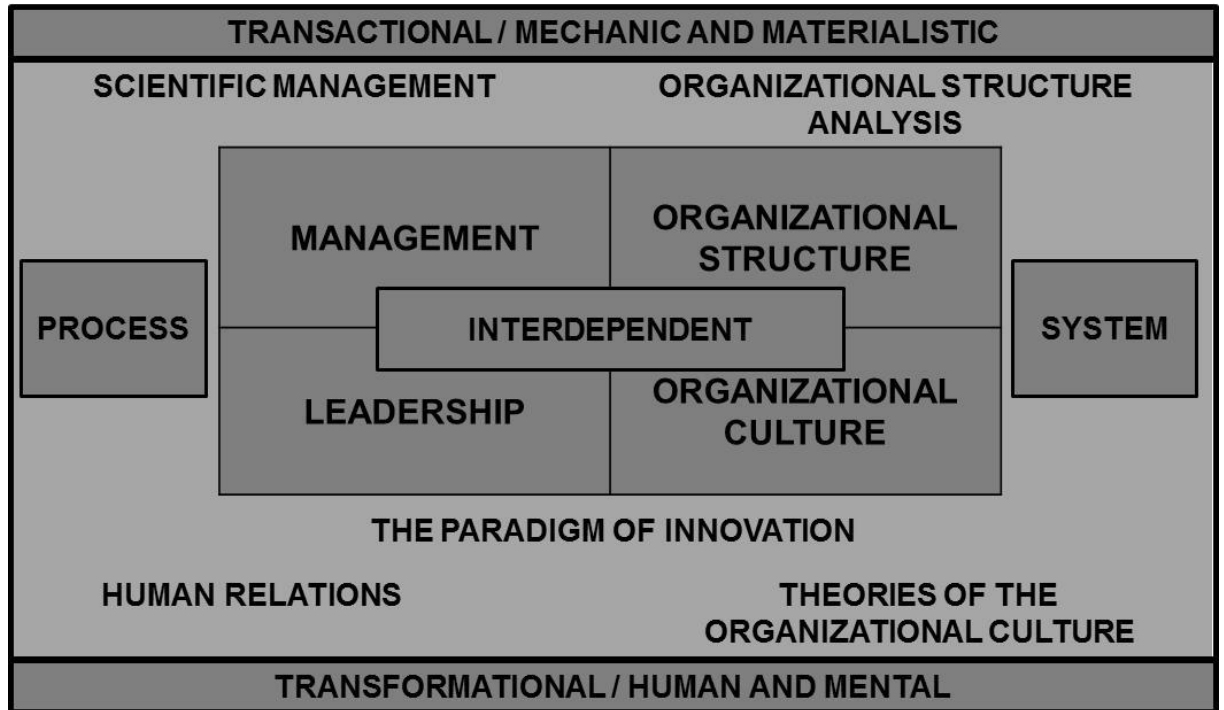 TRANSACTIONAL / MECHANIC AND MATERIALISTIC
SCIENTIFIC MANAGEMENT
ORGANIZATIONAL STRUCTURE
ANALYSIS
MANAGEMENT
ORGANIZATIONAL
STRUCTURE
PROCESS
INTERDEPENDENT
SYSTEM
LEADERSHIP
ORGANIZATIONAL
CULTURE
THE PARADIGM OF INNOVATION
HUMAN RELATIONS
THEORIES OF THE
ORGANIZATIONAL CULTURE
TRANSFORMATIONAL / HUMAN AND MENTAL